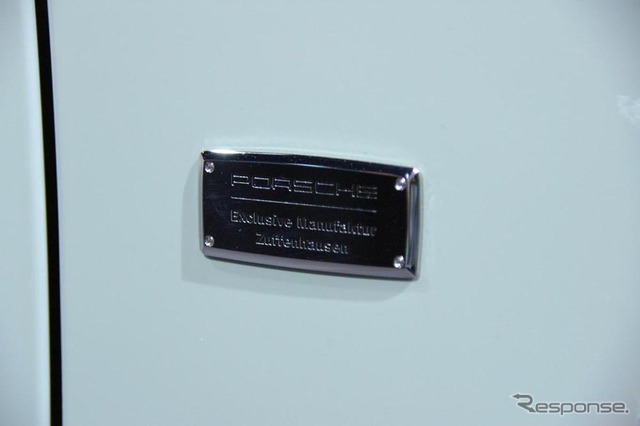 PORSCHE
Exclusive Manufaktur
Zuffenhausen
Response.